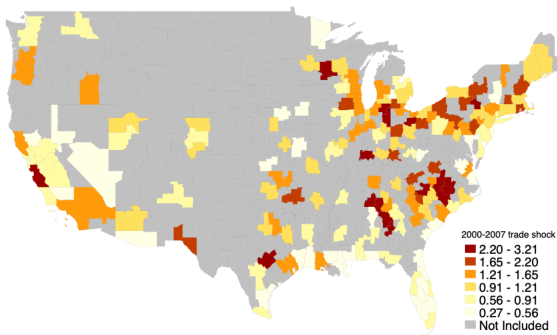 2000-2007 trade shock
2.20 - 3.21
1.65 - 2.20
1.21 - 1.65
0.91 - 1.21
0.56 - 0.91
0.27 - 0.56
Not Included